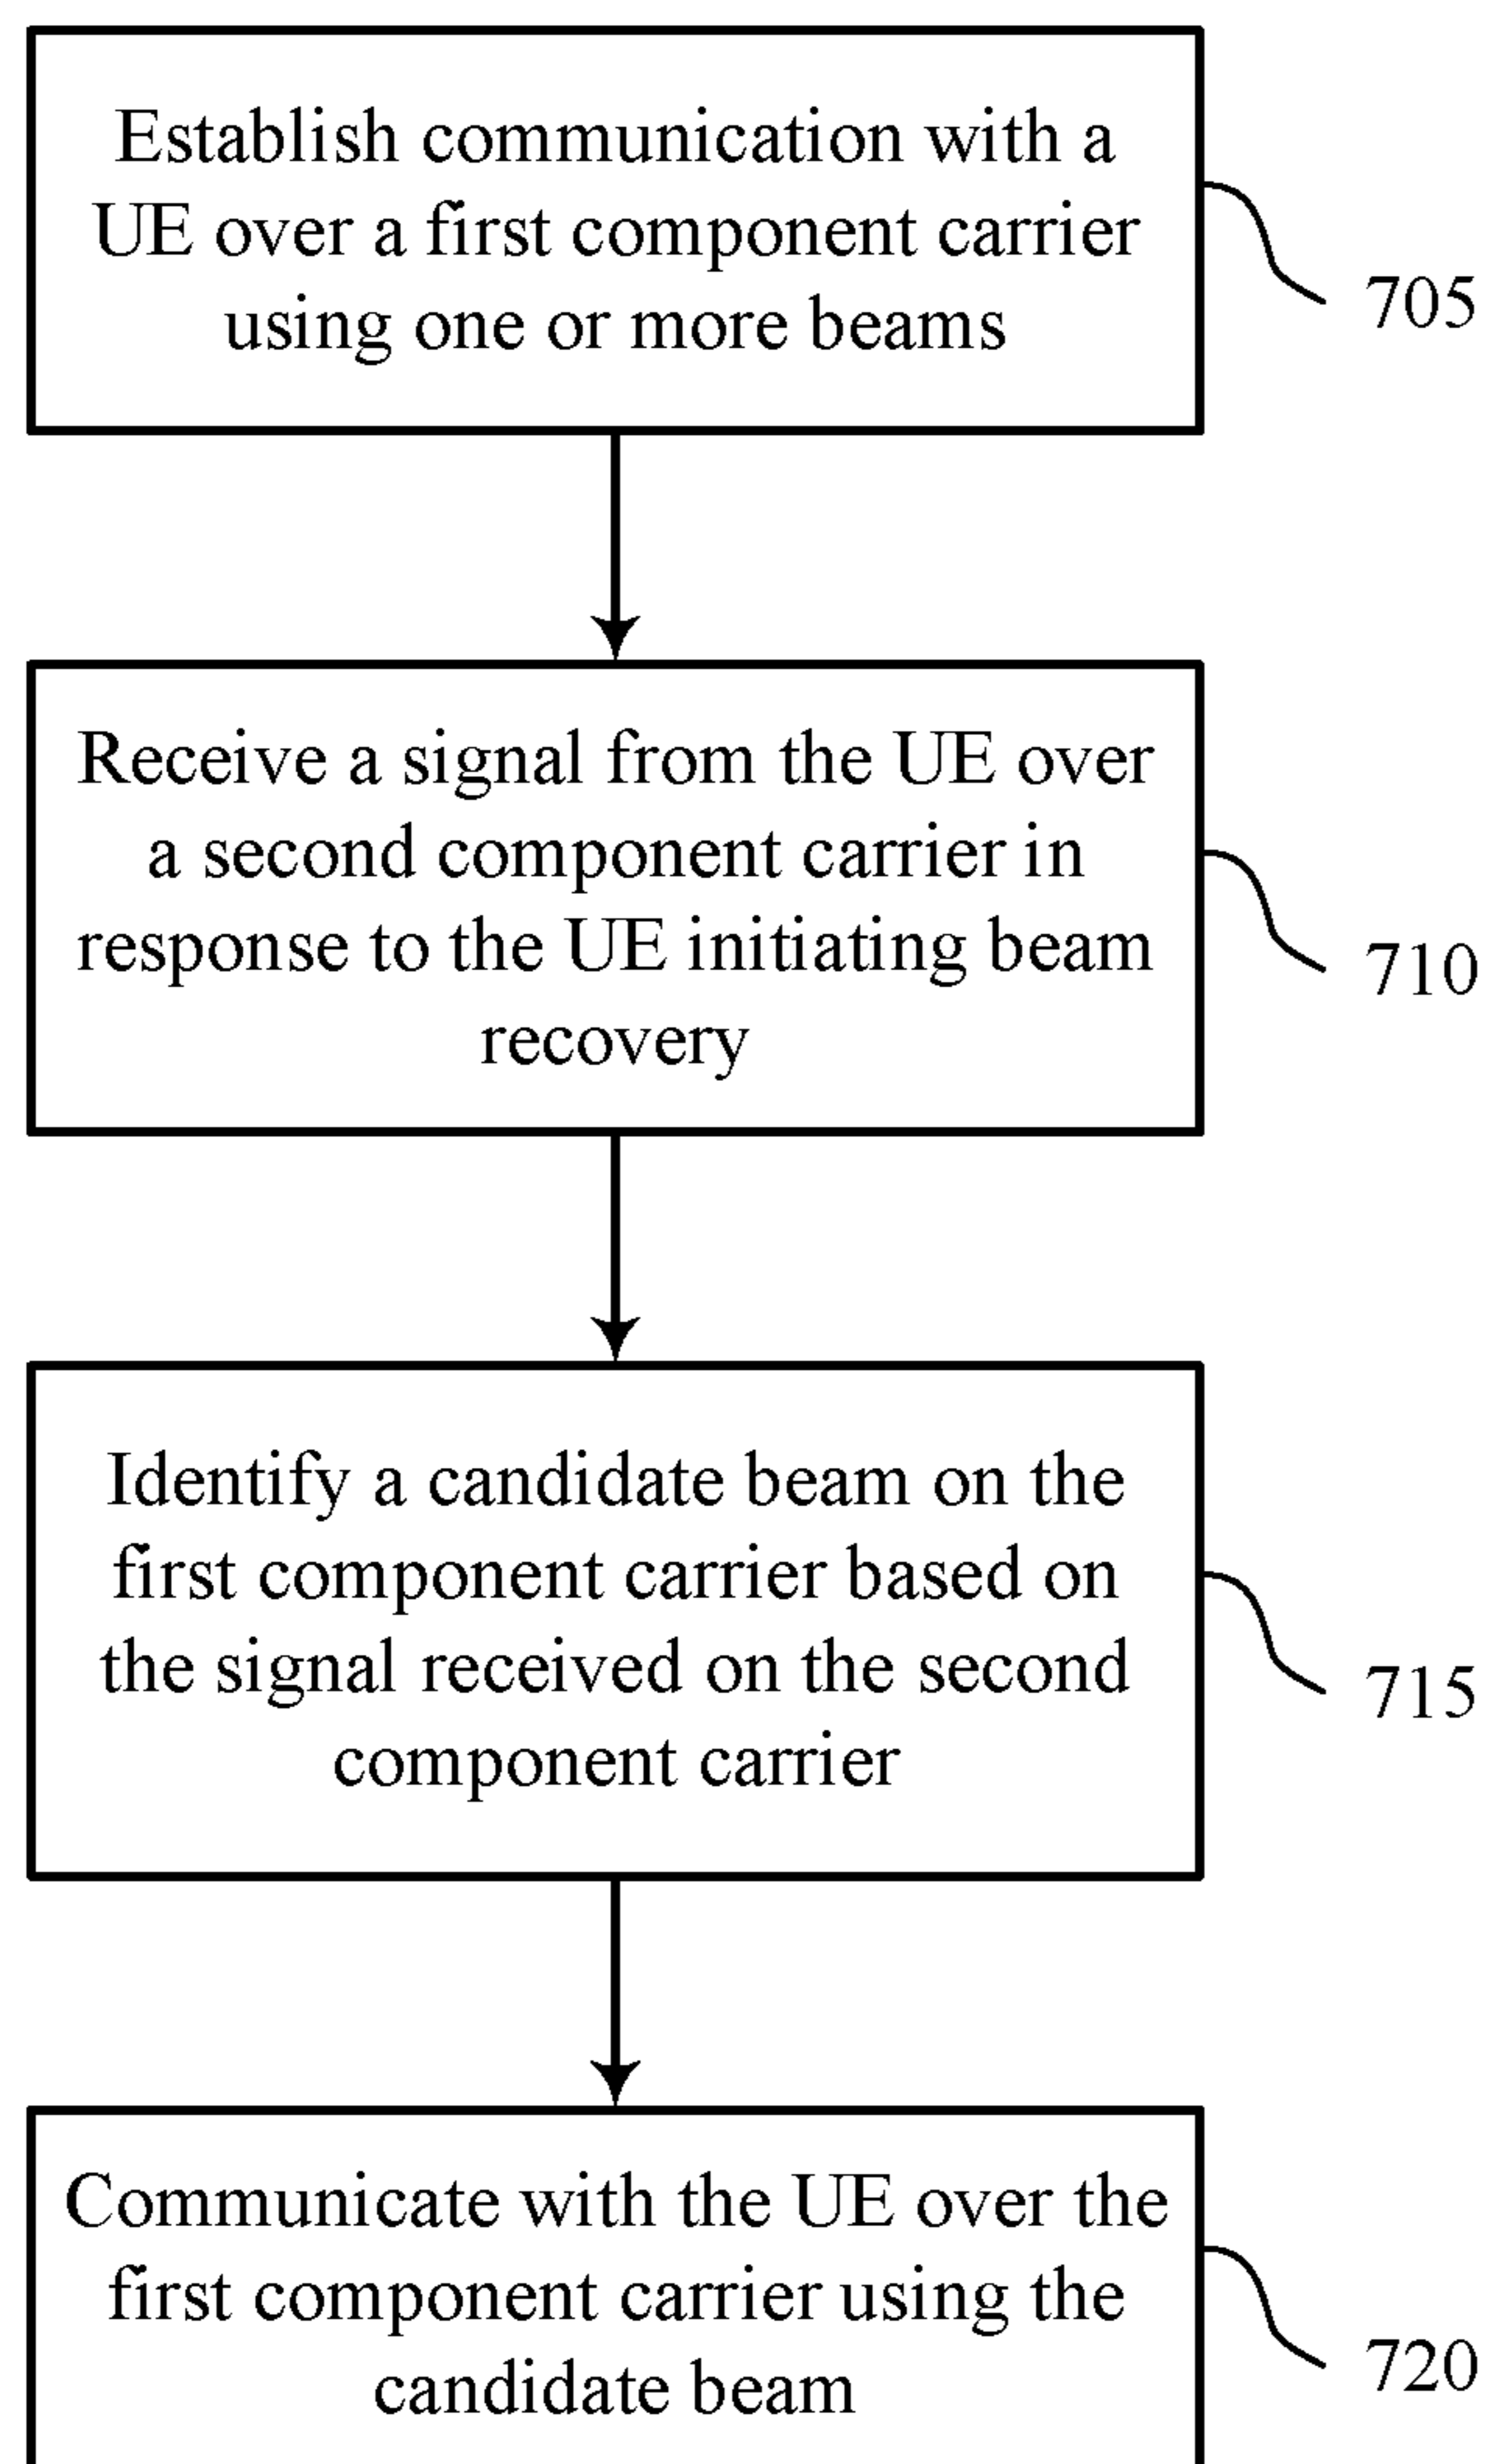 Establish communication with a
UE over a first component carrier
using one or more beams
705
Receive a signal from the UE over
a second component carrier in
response to the UE initiating beam
recovery
710
Identify a candidate beam on the
first component carrier based on
the signal received on the second
component carrier
715
Communicate with the UE over the
first component carrier using the
candidate beam
720